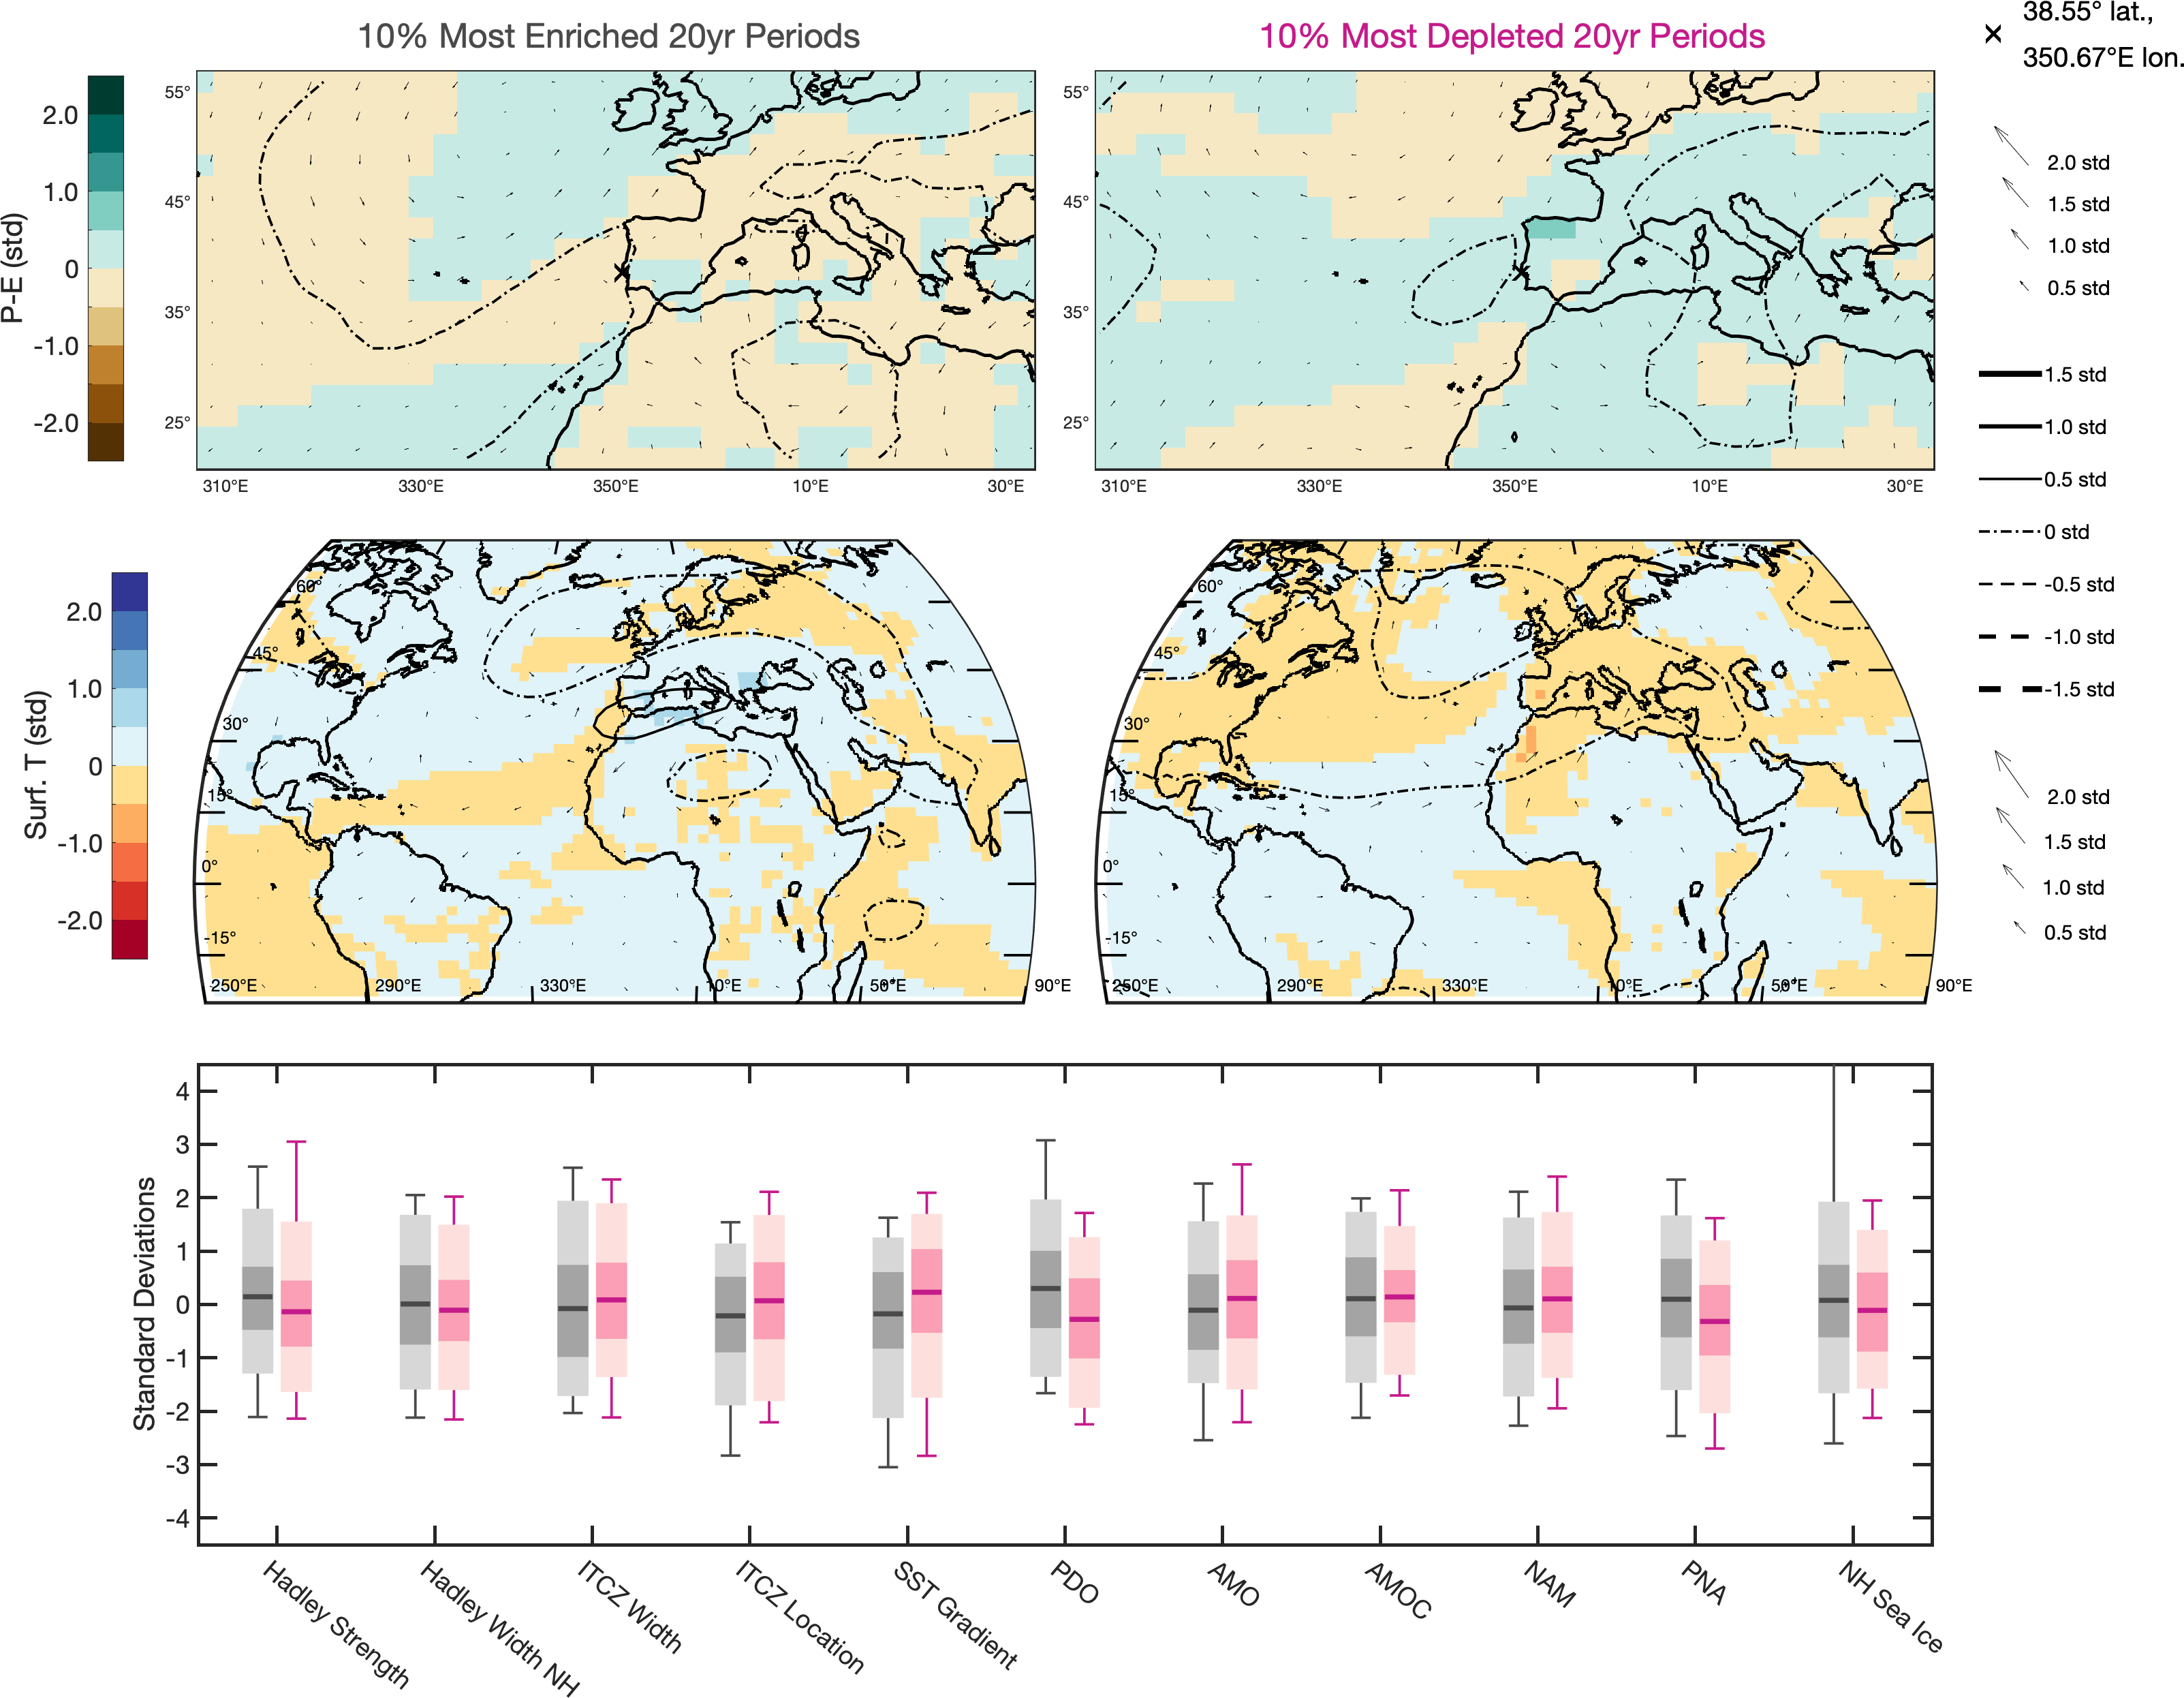 10% Most Enriched 20yr Periods
10% Most Depleted 20yr Periods
38.55° lat.,
350.67°E lon.
P-E (std)
2.0
1.0
0
-1.0
-2.0
55°
45°
35°
25°
310°E
330°E
350°E
10°E
30°E
55°
45°
35°
25°
310°E
330°E
350°E
10°E
30°E
2.0 std
1.5 std
1.0 std
0.5 std
1.5 std
1.0 std
0.5 std
0 std
-0.5 std
-1.0 std
-1.5 std
Surf. T (std)
2.0
1.0
0
-1.0
-2.0
60°
45°
30°
15°
0°
-15°
250°E
290°E
330°E
10°E
50°E
90°E
60°
45°
30°
15°
0°
-15°
250°E
290°E
330°E
10°E
50°E
90°E
2.0 std
1.5 std
1.0 std
0.5 std
Standard Deviations
4
3
2
1
0
-1
-2
-3
-4
Hadley Strength
Hadley Width NH
ITCZ Width
ITCZ Location
SST Gradient
PDO
AMO
AMOC
NAM
PNA
NH Sea Ice